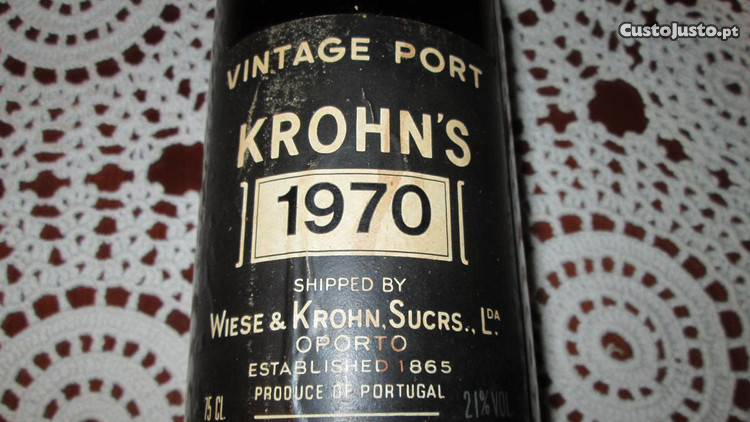 CustoJusto.pt
VINTAGE PORT
KROHN'S
1970
SHIPPED BY
WIESE & KROHN, SUCRS., LDA.
OPORTO
ESTABLISHED 1865
PRODUCE OF PORTUGAL
75 CL. 21% VOL